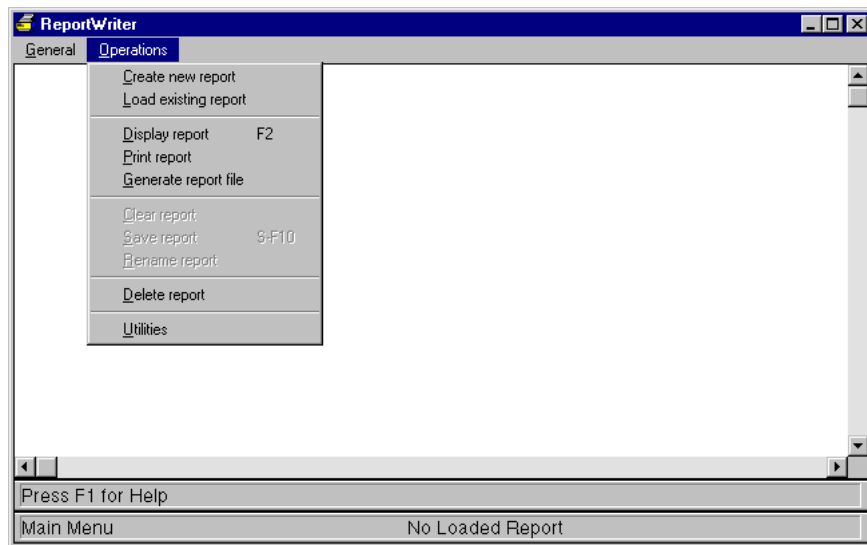 ReportWriter
General Operations
Create new report
Load existing report
Display report F2
Print report
Generate report file
Clear report
Save report S-F10
Rename report
Delete report
Utilities
Press F1 for Help
Main Menu No Loaded Report